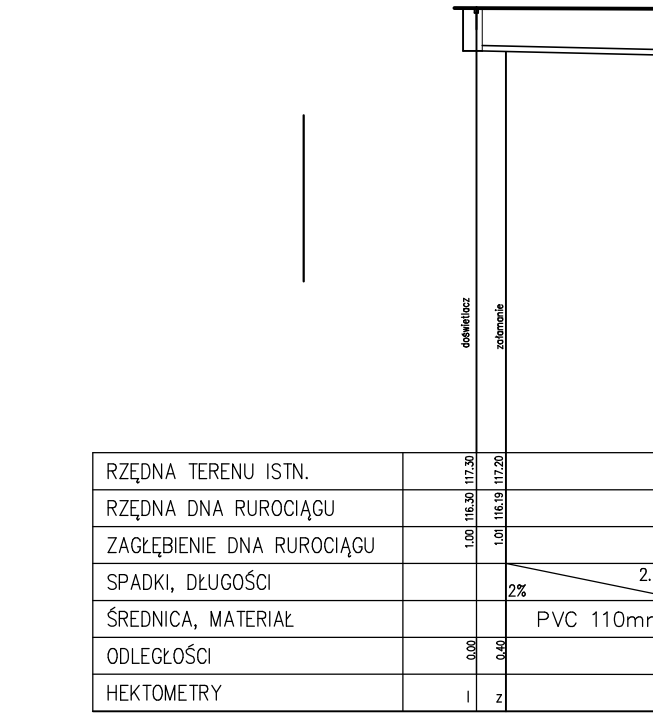 doświetlacz
załamanie
RZĘDNA TERENU ISTN. 117.30 117.20
RZĘDNA DNA RUROCIĄGU 116.30 116.19
ZAGŁĘBIENIE DNA RUROCIĄGU 1.00 1.01
SPADKI, DŁUGOŚCI 2% 2.
ŚREDNICA, MATERIAŁ PVC 110mm
ODLEGŁOŚCI 0.00 0.40
HEKTOMETRY l z